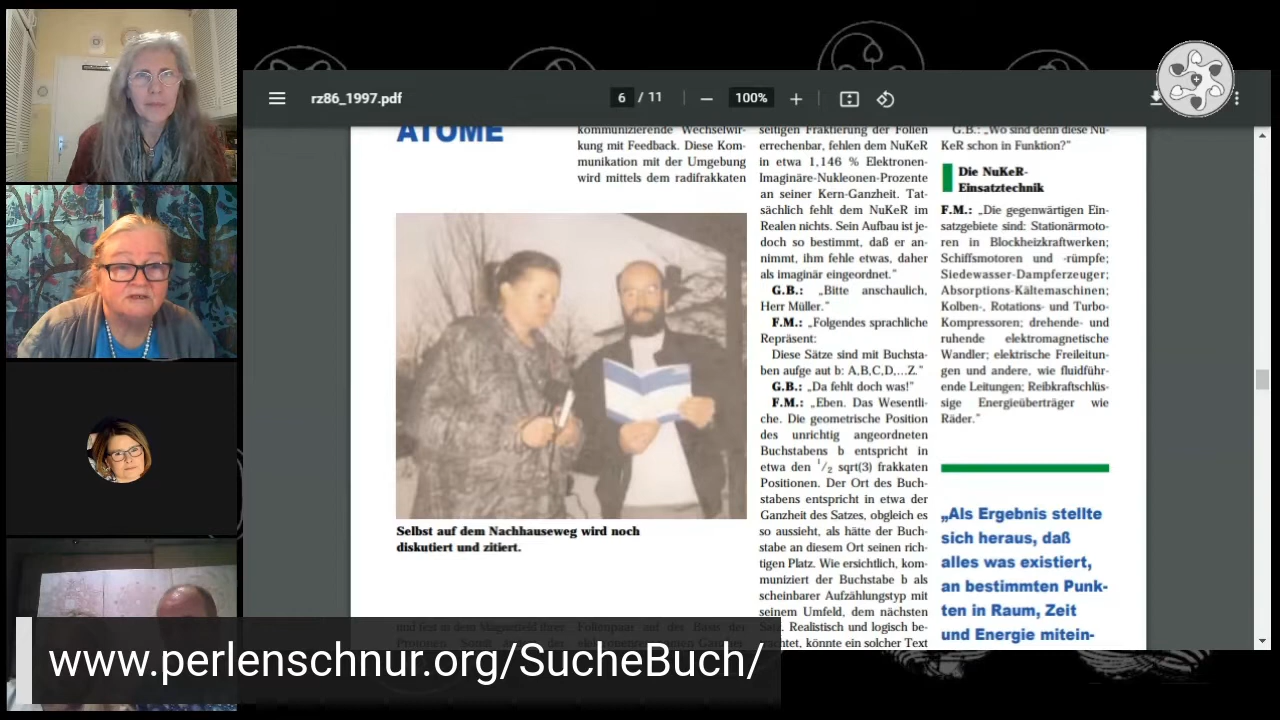 rz86_1997.pdf
6 / 11
100%
ATOME
kommunizierende Wechselwir-
kung mit Feedback. Diese Kom-
munikation mit der Umgebung
wird mittels dem radifrakkaten
Selbst auf dem Nachhauseweg wird noch
diskutiert und zitiert.
seitigen Fraktierung der Folien
errechenbar, fehlen dem NuKeR
in etwa 1,146 % Elektronen-
Imaginäre-Nukleonen-Prozente
an seiner Kern-Ganzheit. Tat-
sächlich fehlt dem NuKeR im
Realen nichts. Sein Aufbau ist je-
doch so bestimmt, daß er an-
nimmt, ihm fehle etwas, daher
als imaginär eingeordnet."
G.B.: „Bitte anschaulich,
Herr Müller."
F.M.: „Folgendes sprachliche
Repräsent:
Diese Sätze sind mit Buchsta-
ben aufge aut b: A,B,C,D,...Z."
G.B.: „Da fehlt doch was!"
F.M.: „Eben. Das Wesentli-
che. Die geometrische Position
des unrichtig angeordneten
Buchstabens b entspricht in
etwa den 1/2 sqrt(3) frakkaten
Positionen. Der Ort des Buch-
stabens entspricht in etwa der
Ganzheit des Satzes, obgleich es
so aussieht, als hätte der Buch-
stabe an diesem Ort seinen rich-
tigen Platz. Wie ersichtlich, kom-
muniziert der Buchstabe b als
scheinbarer Aufzählungstyp mit
seinem Umfeld, dem nächsten
Realistisch und logisch be-
könnte ein solcher Text
G.B.: „Wo sind denn diese Nu-
KeR schon in Funktion?"
Die NuKeR-
Einsatztechnik
F.M.: „Die gegenwärtigen Ein-
satzgebiete sind: Stationärmoto-
ren in Blockheizkraftwerken;
Schiffsmotoren und -rümpfe;
Siedewasser-Dampferzeuger;
Absorptions-Kältemaschinen;
Kolben-, Rotations- und Turbo-
Kompressoren; drehende- und
ruhende elektromagnetische
Wandler; elektrische Freileitun-
gen und andere, wie fluidführ-
ende Leitungen; Reibkraftschlüs-
sige Energieüberträger wie
Räder."
„Als Ergebnis stellte
sich heraus, daß
alles was existiert,
an bestimmten Punk-
ten in Raum, Zeit
und Energie mitein-
www.perlenschnur.org/SucheBuch/